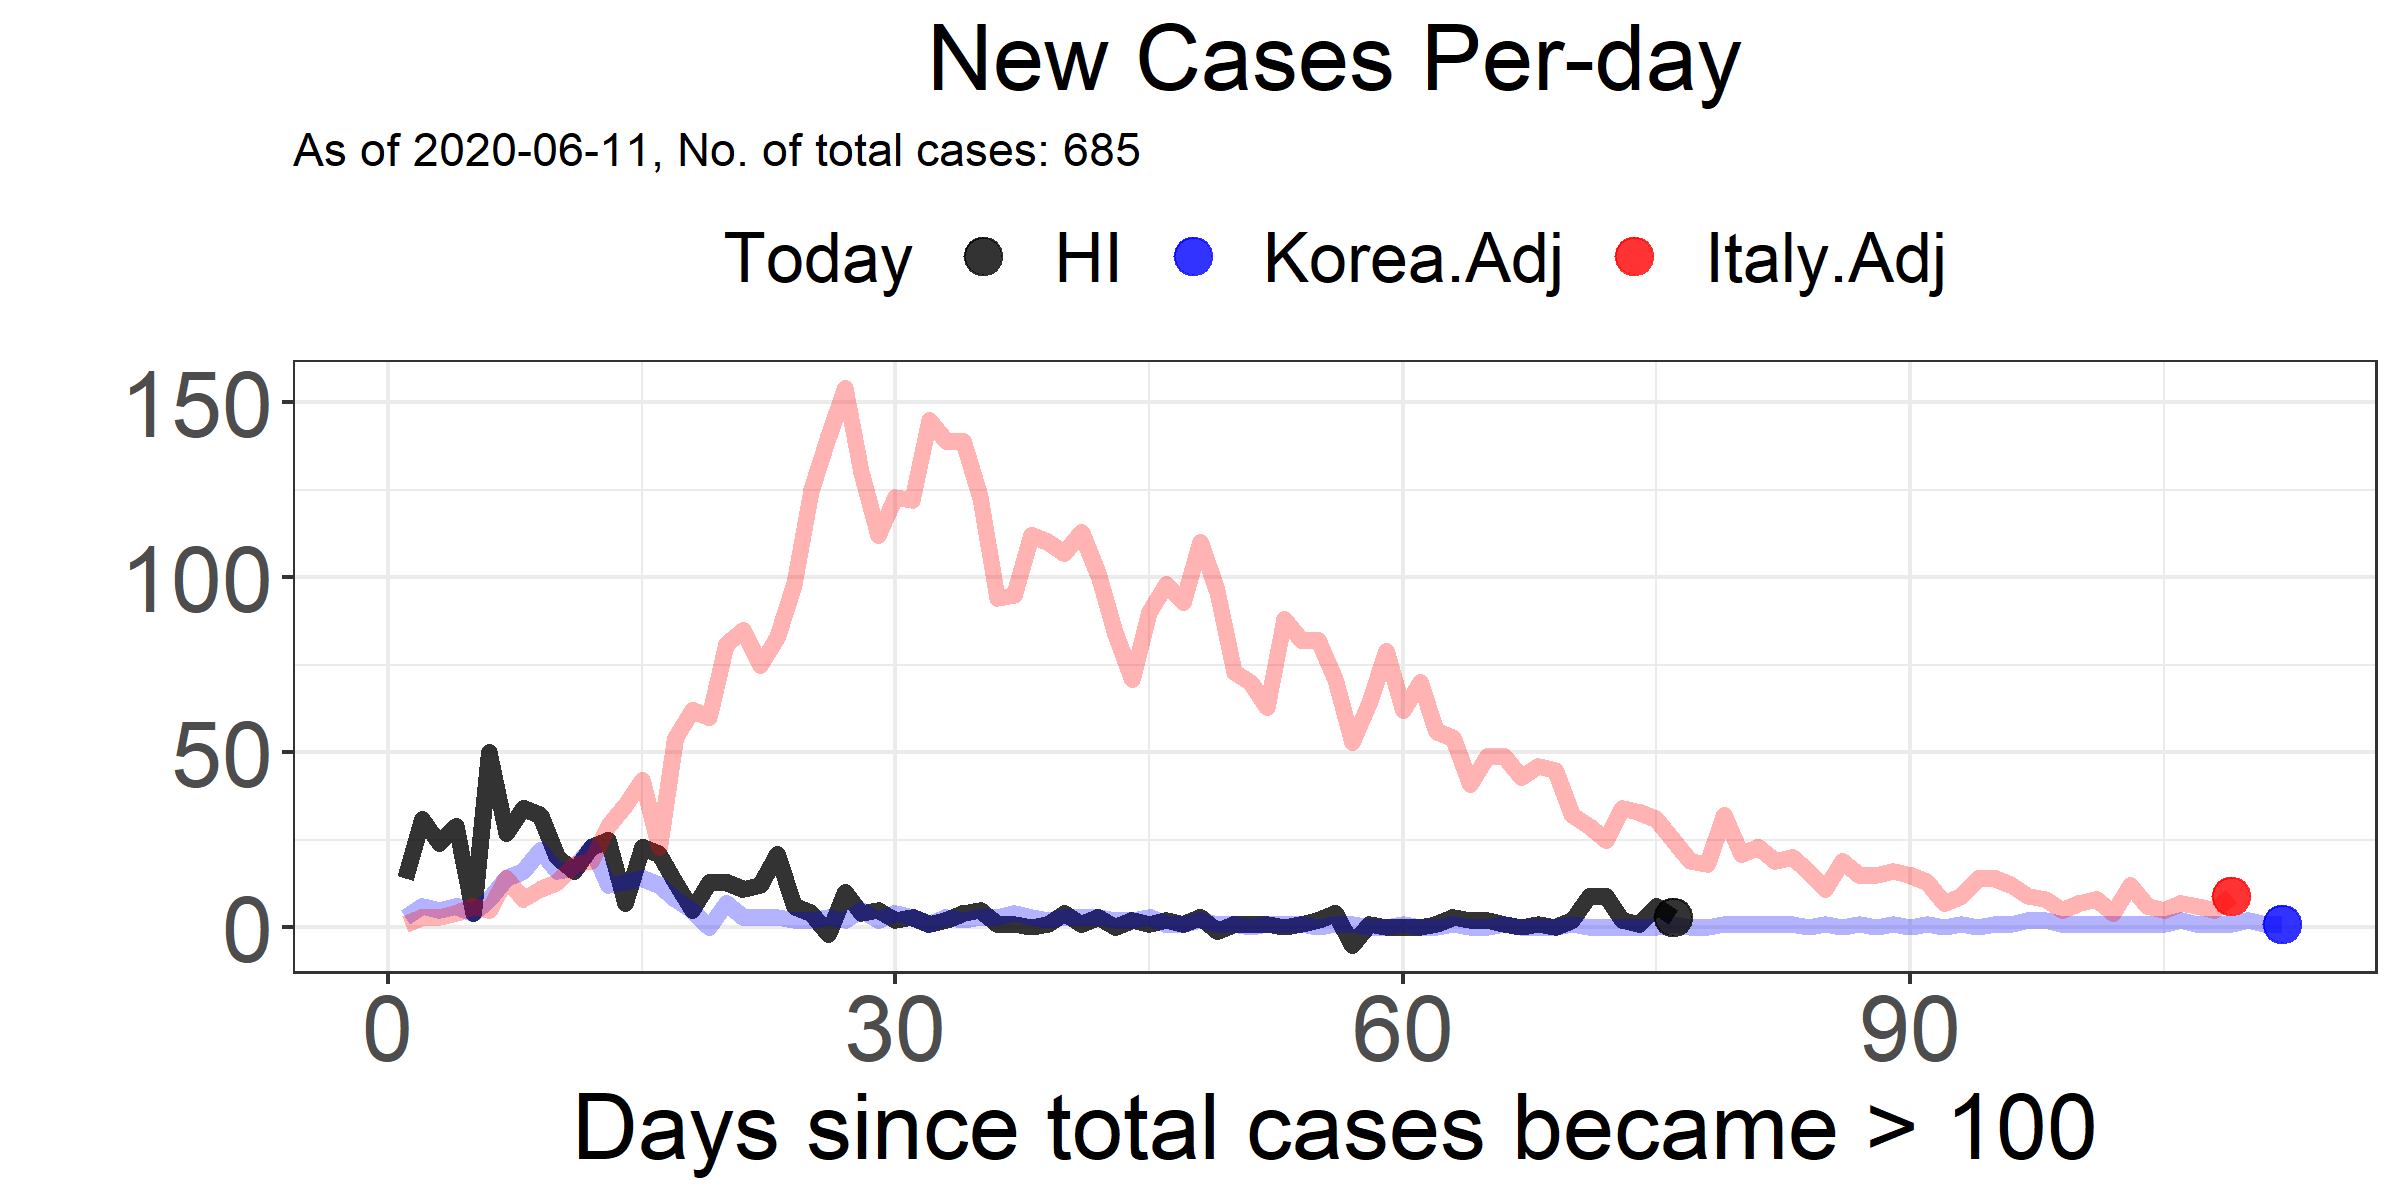 New Cases Per-day
As of 2020-06-11, No. of total cases: 685
Today HI Korea.Adj Italy.Adj
150
100
50
0
0 30 60 90
Days since total cases became > 100